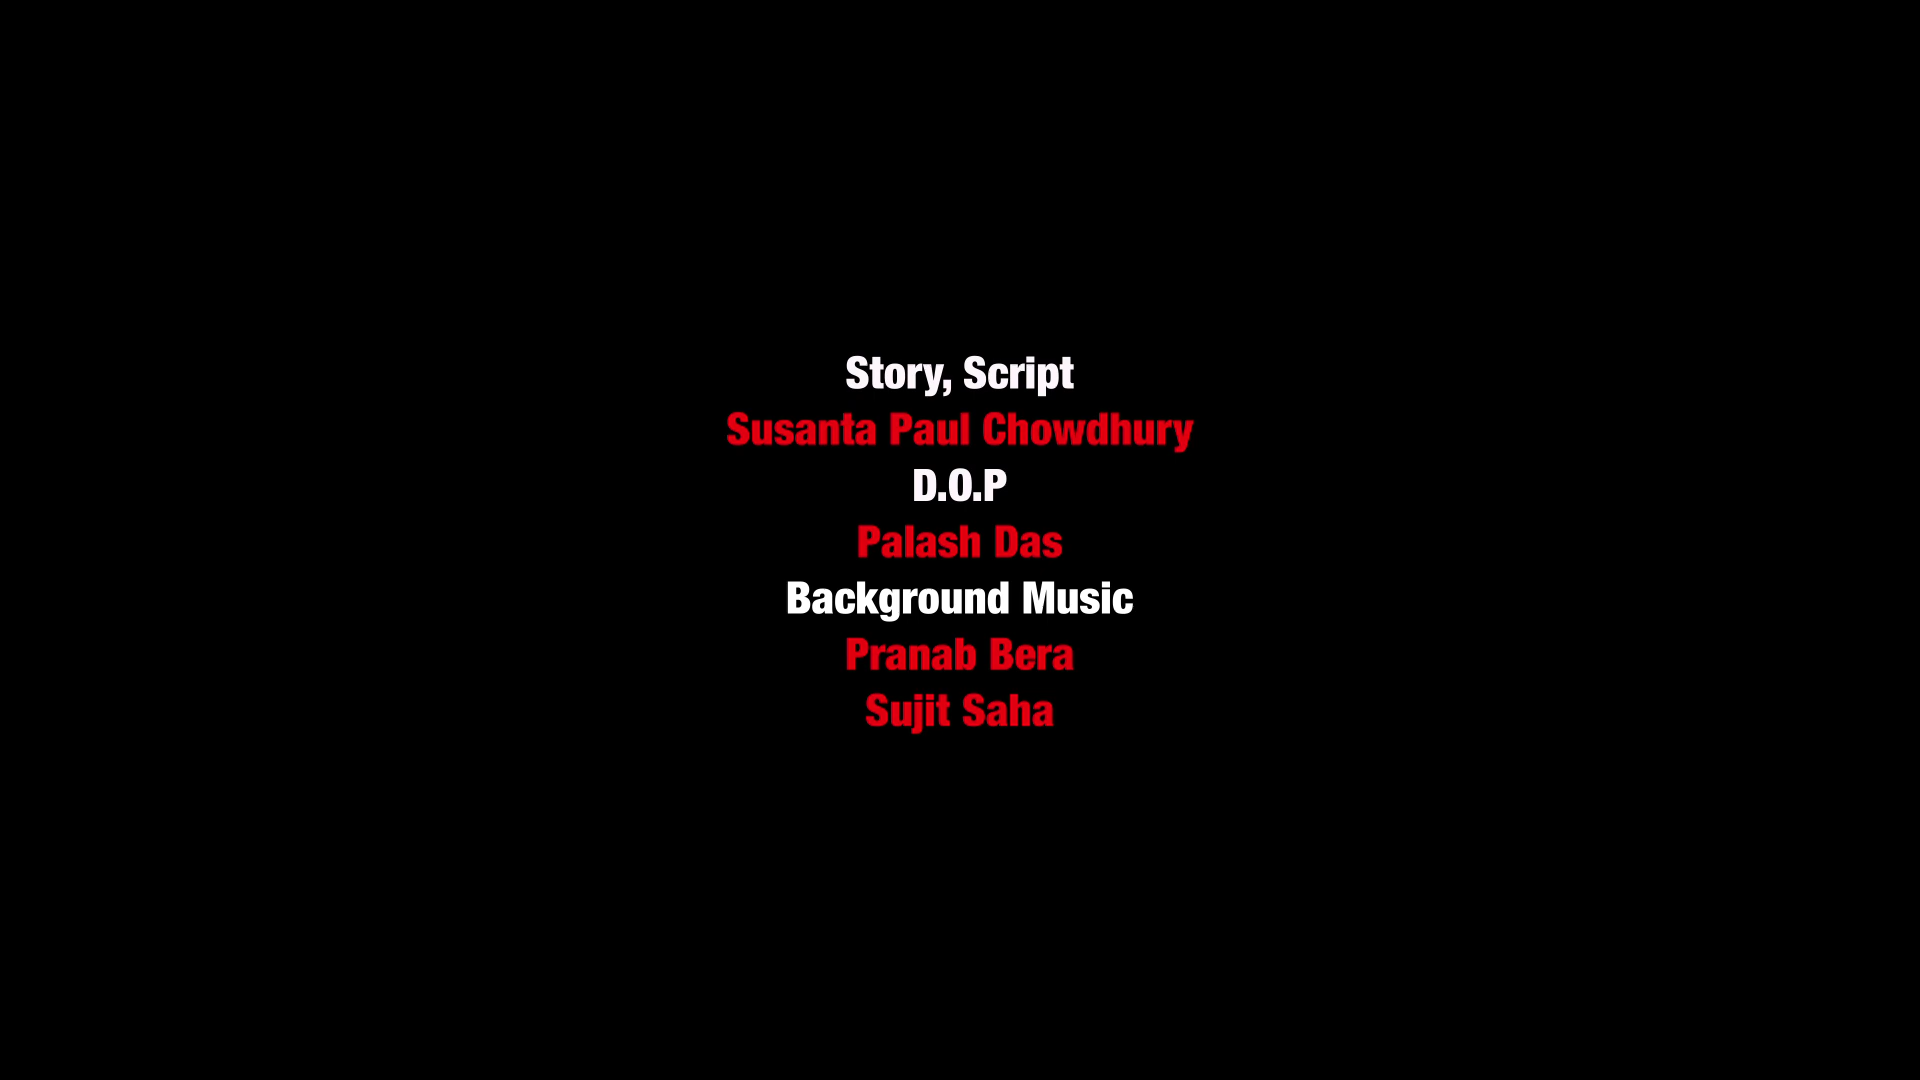 Story, Script
Susanta Paul Chowdhury
D.O.P
Palash Das
Background Music
Pranab Bera
Sujit Saha